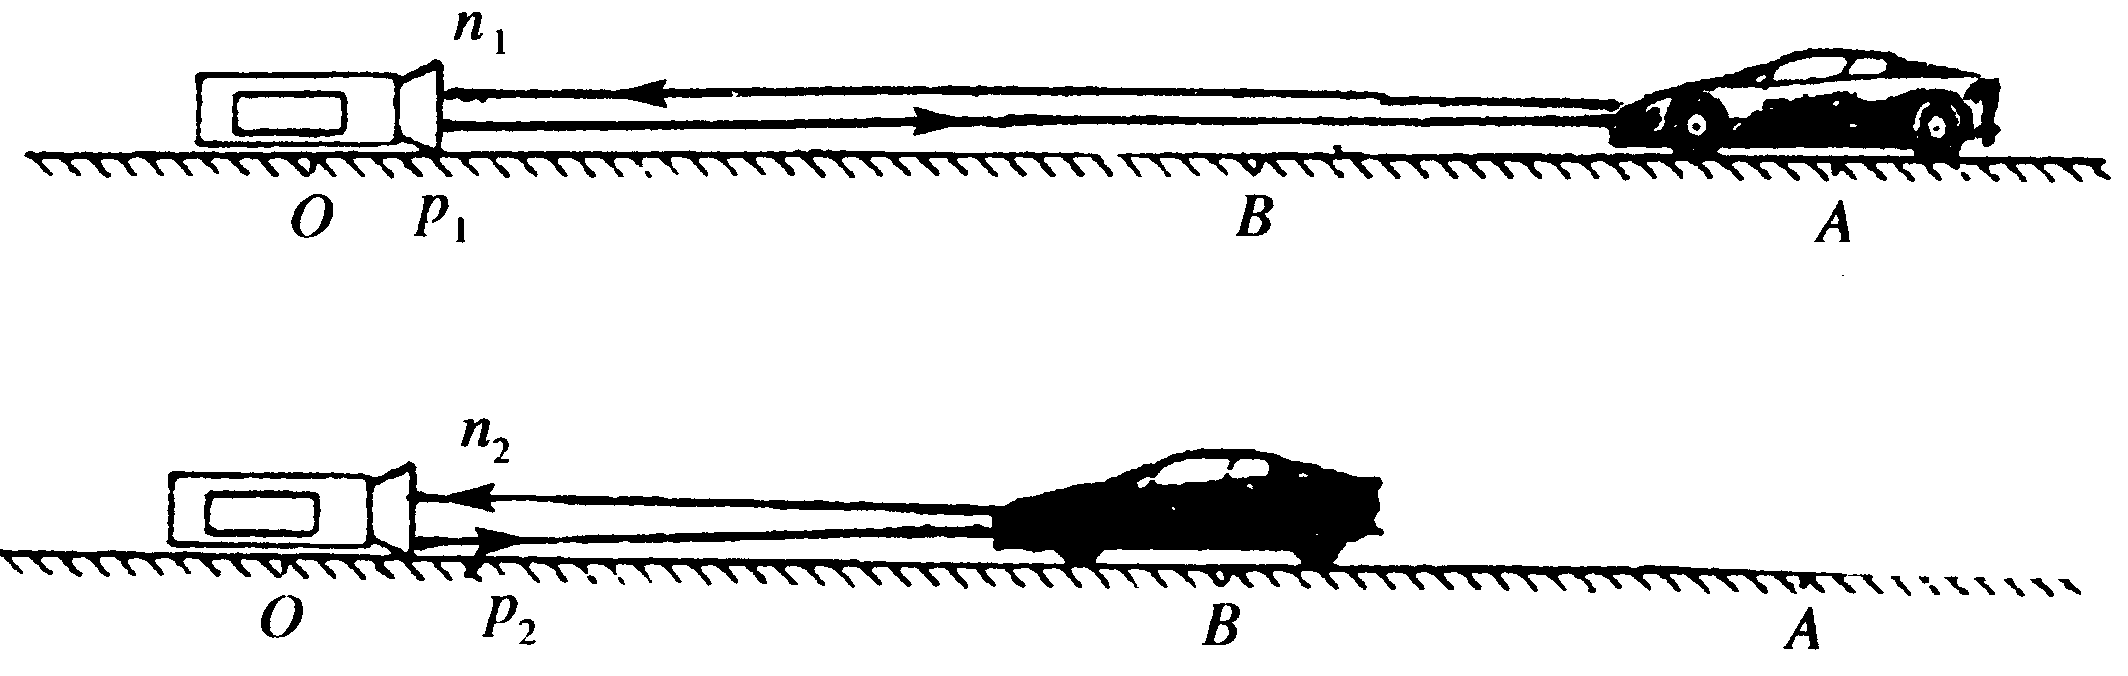 n₁
O p₁ B A
n₂
O p₂ B A